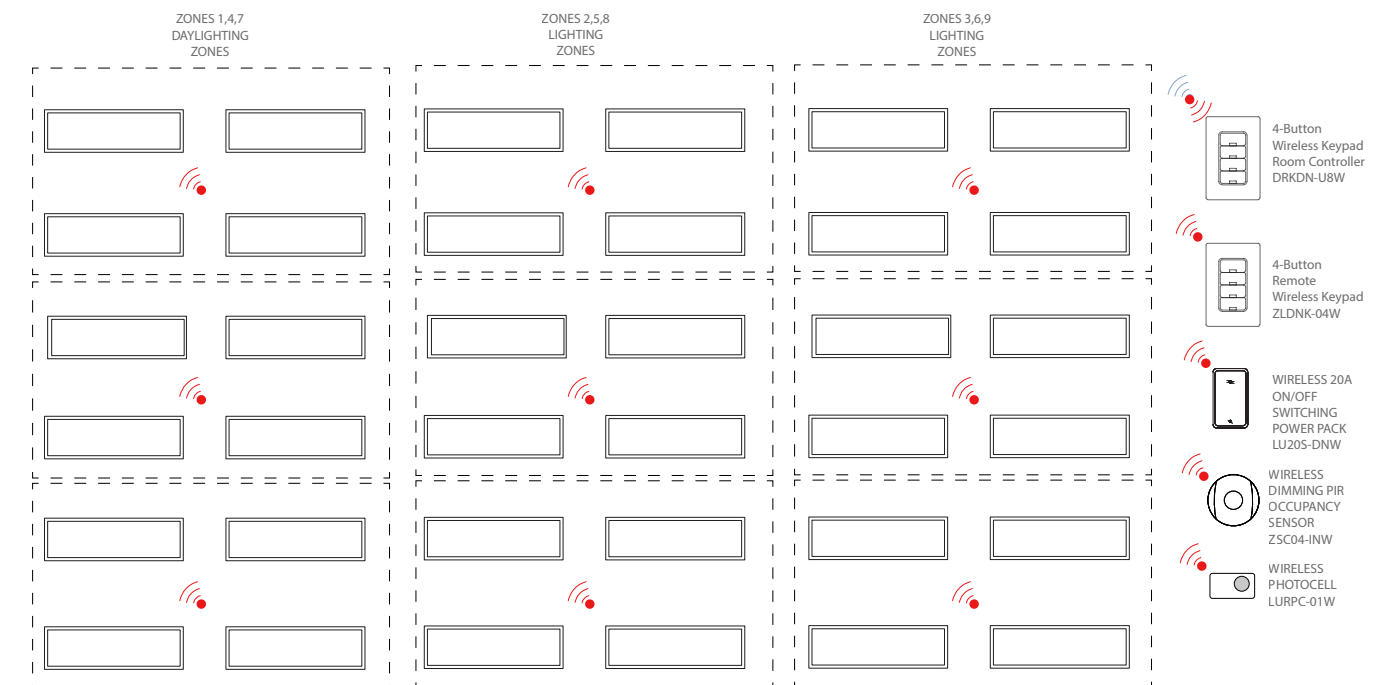 ZONES 1,4,7
DAYLIGHTING
ZONES
ZONES 2,5,8
LIGHTING
ZONES
ZONES 3,6,9
LIGHTING
ZONES
4-Button
Wireless Keypad
Room Controller
DRKDN-U8W
4-Button
Remote
Wireless Keypad
ZLDNK-04W
WIRELESS 20A
ON/OFF
SWITCHING
POWER PACK
LU20S-DNW
WIRELESS
DIMMING PIR
OCCUPANCY
SENSOR
ZSC04-INW
WIRELESS
PHOTOCELL
LURPC-01W